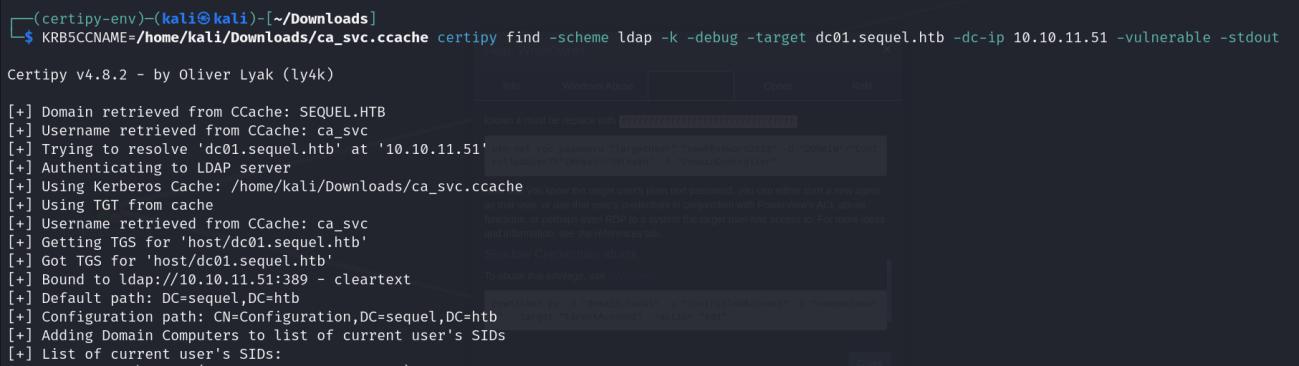 ┌──(certipy-env)─(kali㉿kali)-[~/Downloads]
└─$ KRB5CCNAME=/home/kali/Downloads/ca_svc.ccache certipy find -scheme ldap -k -debug -target dc01.sequel.htb -dc-ip 10.10.11.51 -vulnerable -stdout
Certipy v4.8.2 - by Oliver Lyak (ly4k)
[+] Domain retrieved from CCache: SEQUEL.HTB
[+] Username retrieved from CCache: ca_svc
[+] Trying to resolve 'dc01.sequel.htb' at '10.10.11.51'
[+] Authenticating to LDAP server
[+] Using Kerberos Cache: /home/kali/Downloads/ca_svc.ccache
[+] Using TGT from cache
[+] Username retrieved from CCache: ca_svc
[+] Getting TGS for 'host/dc01.sequel.htb'
[+] Got TGS for 'host/dc01.sequel.htb'
[+] Bound to ldap://10.10.11.51:389 - cleartext
[+] Default path: DC=sequel,DC=htb
[+] Configuration path: CN=Configuration,DC=sequel,DC=htb
[+] Adding Domain Computers to list of current user's SIDs
[+] List of current user's SIDs: